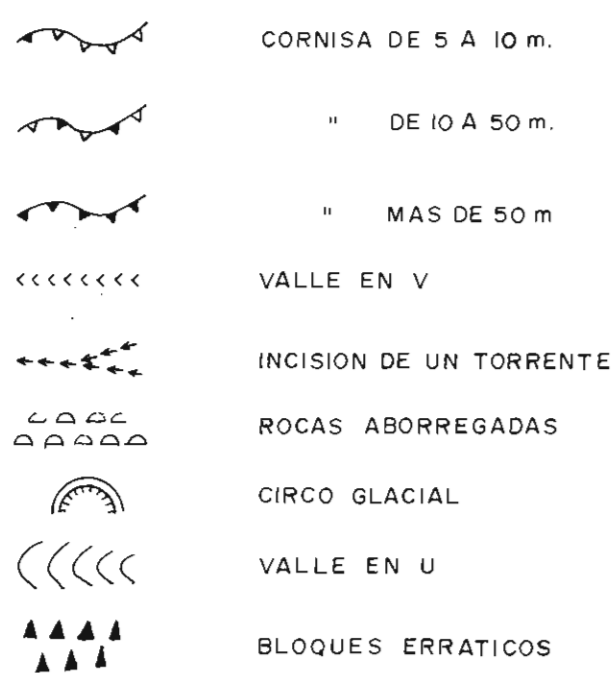 CORNISA DE 5 A 10 m.
" DE 10 A 50 m.
" MAS DE 50 m
VALLE EN V
INCISION DE UN TORRENTE
ROCAS ABORREGADAS
CIRCO GLACIAL
VALLE EN U
BLOQUES ERRATICOS